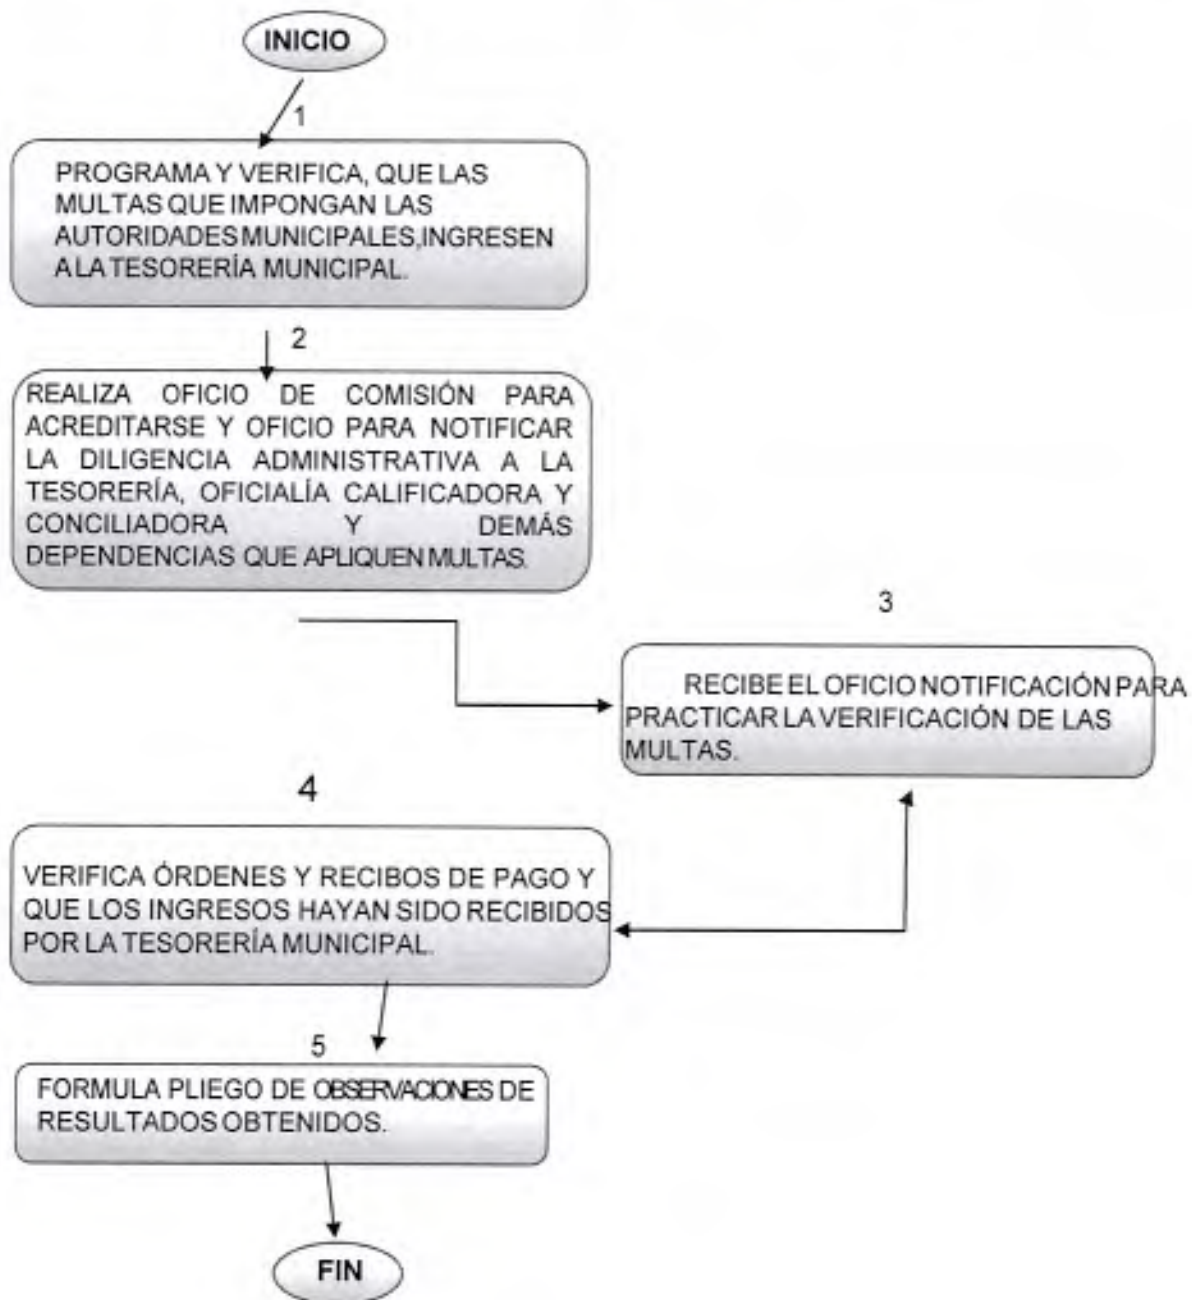 INICIO
1
PROGRAMA Y VERIFICA, QUE LAS
MULTAS QUE IMPONGAN LAS
AUTORIDADES MUNICIPALES,INGRESEN
A LA TESORERÍA MUNICIPAL.
2
REALIZA OFICIO DE COMISIÓN PARA
ACREDITARSE Y OFICIO PARA NOTIFICAR
LA DILIGENCIA ADMINISTRATIVA A LA
TESORERÍA, OFICIALÍA CALIFICADORA Y
CONCILIADORA Y DEMÁS
DEPENDENCIAS QUE APLIQUEN MULTAS.
3
RECIBE EL OFICIO NOTIFICACIÓN PARA
PRACTICAR LA VERIFICACIÓN DE LAS
MULTAS.
4
VERIFICA ÓRDENES Y RECIBOS DE PAGO Y
QUE LOS INGRESOS HAYAN SIDO RECIBIDOS
POR LA TESORERÍA MUNICIPAL.
5
FORMULA PLIEGO DE OBSERVACIONES DE
RESULTADOS OBTENIDOS.
FIN